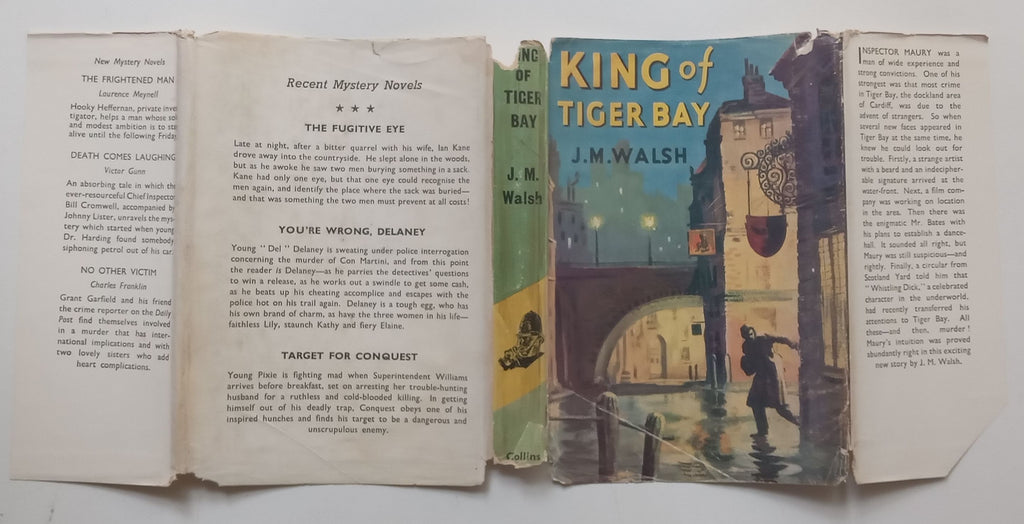 New Mystery Novels
THE FRIGHTENED MAN
Laurence Meynell
Hooky Heffernan, private inve
tigator, helps a man whose sol
and modest ambition is to sta
alive until the following Friday
DEATH COMES LAUGHING
Victor Gunn
An absorbing tale in which the
ever-resourceful Chief Inspector
Bill Cromwell, accompanied by
Johnny Lister, unravels the mys-
tery which started when young
Dr. Harding found somebody
siphoning petrol out of his car.
NO OTHER VICTIM
Charles Franklin
Grant Garfield and his friend
the crime reporter on the Daily
Post find themselves involved
in a murder that has inter-
national implications and with
two lovely sisters who add
heart complications.
Recent Mystery Novels
★ ★ ★
THE FUGITIVE EYE
Late at night, after a bitter quarrel with his wife, Ian Kane
drove away into the countryside. He slept alone in the woods,
but as he awoke he saw two men burying something in a sack.
Kane had only one eye, but that one eye could recognise the
men again, and identify the place where the sack was buried—
and that was something the two men must prevent at all costs!
YOU'RE WRONG, DELANEY
Young "Del" Delaney is sweating under police interrogation
concerning the murder of Con Martini, and from this point
the reader is Delaney—as he parries the detectives' questions
to win a release, as he works out a swindle to get some cash,
as he beats up his cheating accomplice and escapes with the
police hot on his trail again. Delaney is a tough egg, who has
his own brand of charm, as have the three women in his life—
faithless Lily, staunch Kathy and fiery Elaine.
TARGET FOR CONQUEST
Young Pixie is fighting mad when Superintendent Williams
arrives before breakfast, set on arresting her trouble-hunting
husband for a ruthless and cold-blooded killing. In getting
himself out of his deadly trap, Conquest obeys one of his
inspired hunches and finds his target to be a dangerous and
unscrupulous enemy.
ING
OF
TIGER
BAY
J. M.
Walsh
Collins
KING of
TIGER BAY
J.M.WALSH
INSPECTOR MAURY was a
man of wide experience and
strong convictions. One of his
strongest was that most crime
in Tiger Bay, the dockland area
of Cardiff, was due to the
advent of strangers. So when
several new faces appeared in
Tiger Bay at the same time, he
knew he could look out for
trouble. Firstly, a strange artist
with a beard and an indecipher-
able signature arrived at the
water-front. Next, a film com-
pany was working on location
in the area. Then there was
the enigmatic Mr. Bates with
his plans to establish a dance-
hall. It sounded all right, but
Maury was still suspicious—and
rightly. Finally, a circular from
Scotland Yard told him that
"Whistling Dick," a celebrated
character in the underworld,
had recently transferred his
attentions to Tiger Bay. All
these—and then, murder!
Maury's intuition was proved
abundantly right in this exciting
new story by J. M. Walsh.